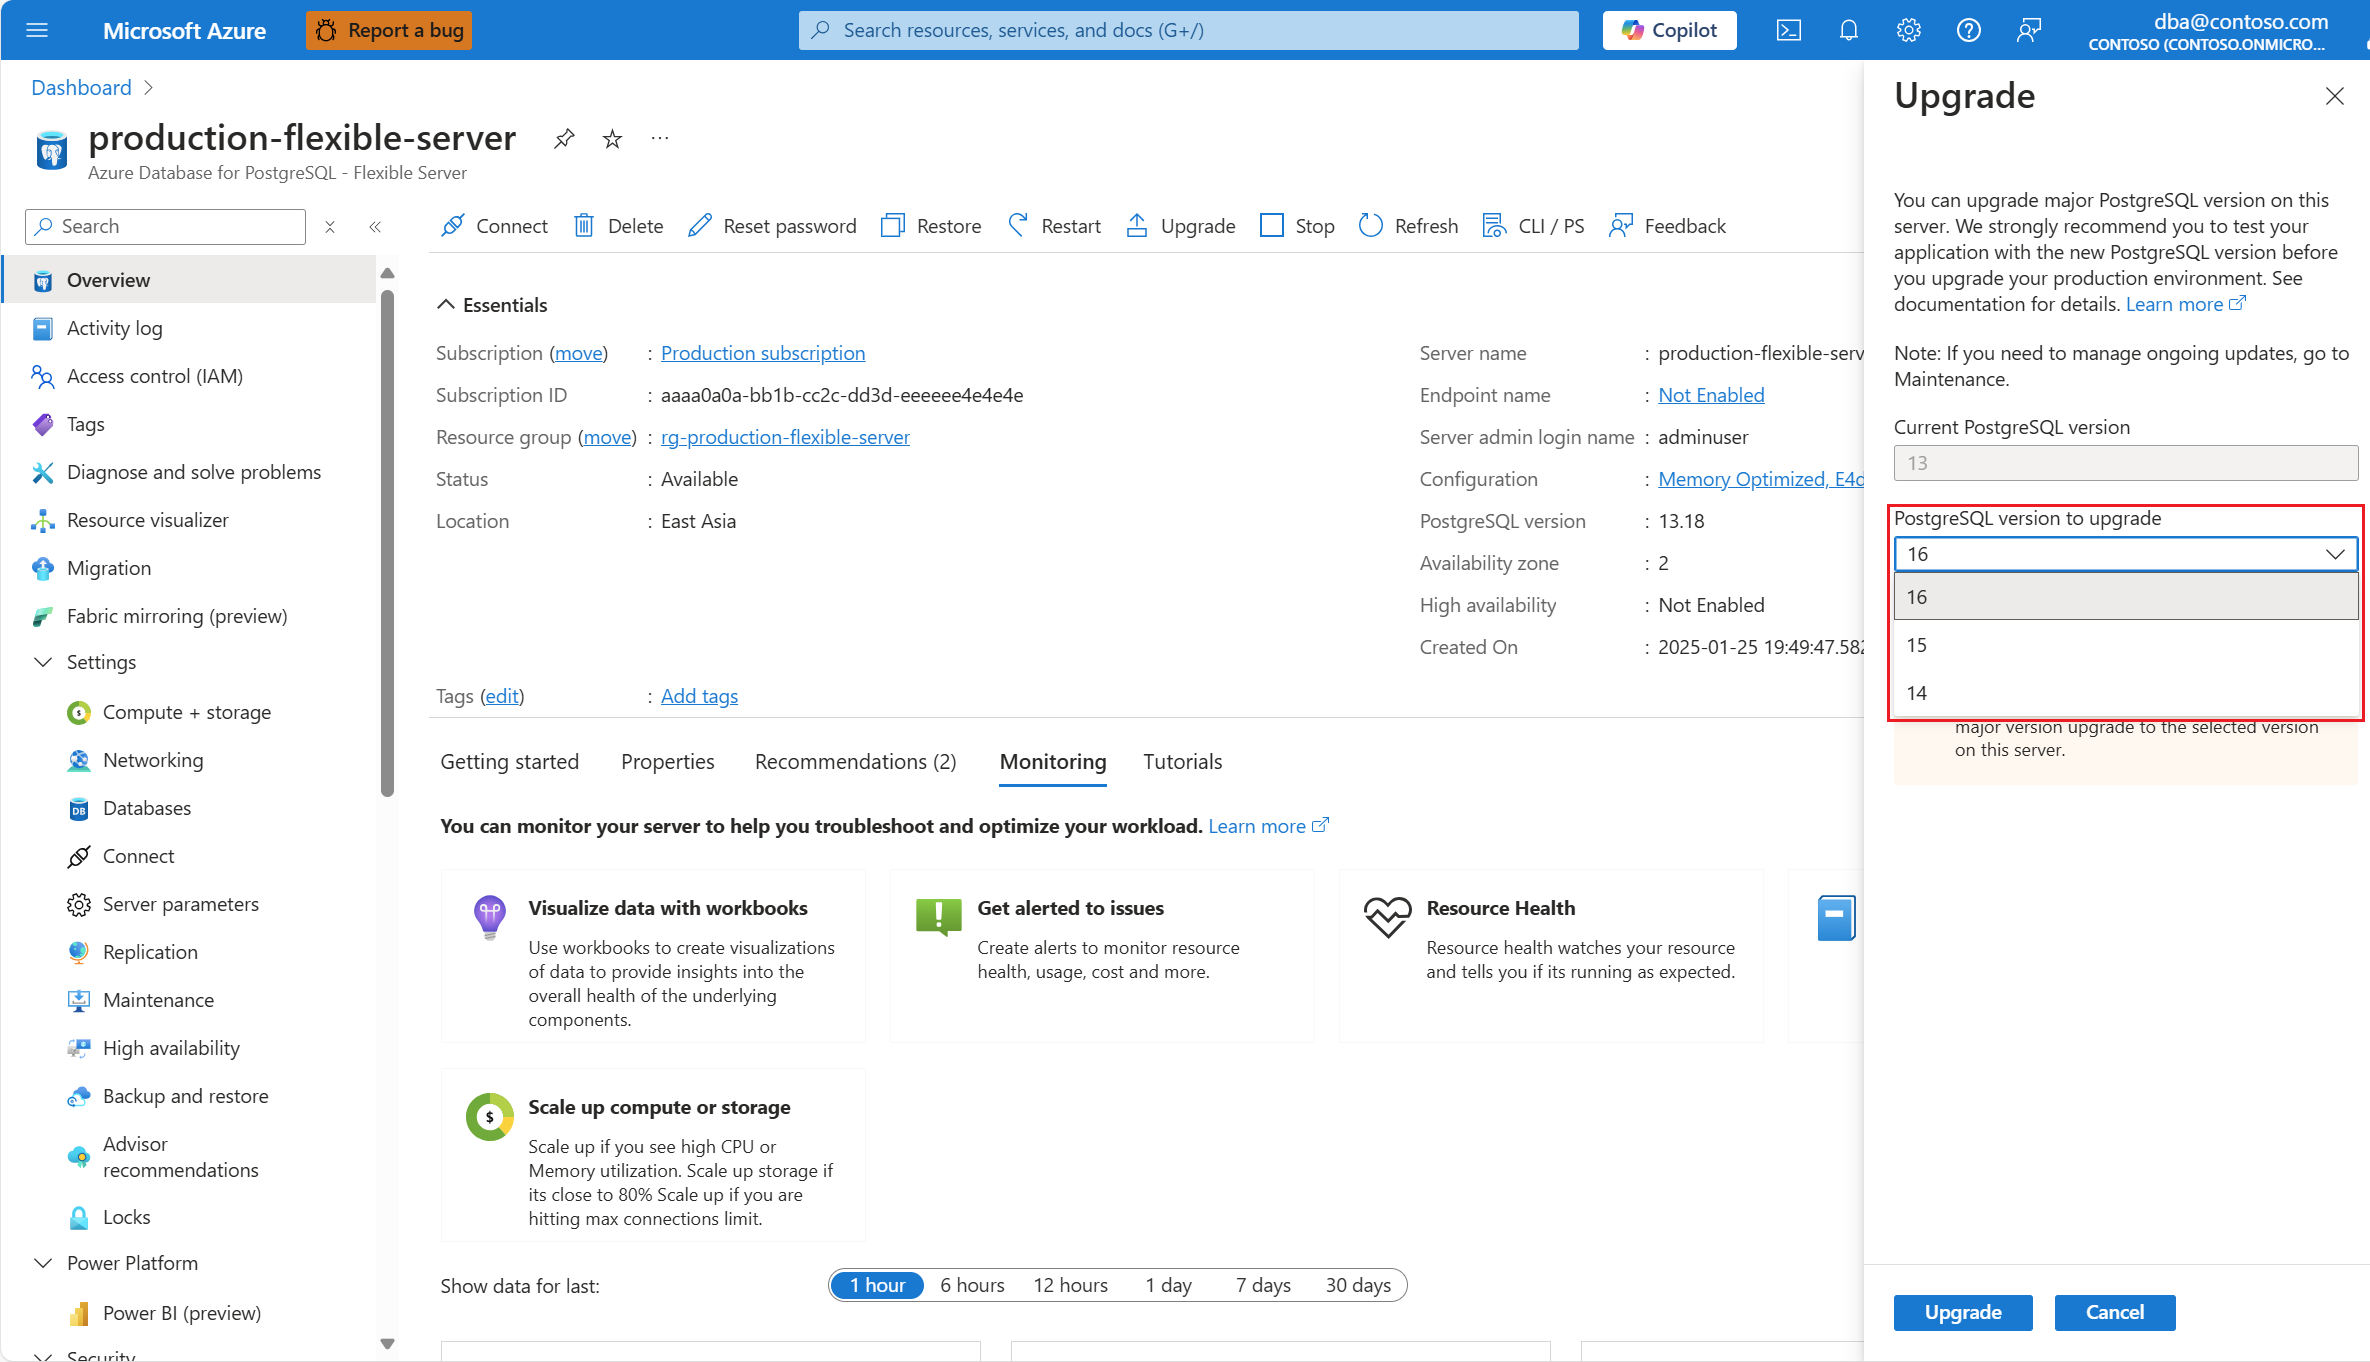 Microsoft Azure
Report a bug
Search resources, services, and docs (G+/)
Copilot
dba@contoso.com
CONTOSO (CONTOSO.ONMICRO...
Dashboard
production-flexible-server
Azure Database for PostgreSQL - Flexible Server
Search
Overview
Activity log
Access control (IAM)
Tags
Diagnose and solve problems
Resource visualizer
Migration
Fabric mirroring (preview)
Settings
Compute + storage
Networking
Databases
Connect
Server parameters
Replication
Maintenance
High availability
Backup and restore
Advisor
recommendations
Locks
Power Platform
Power BI (preview)
Security
Connect
Delete
Reset password
Restore
Restart
Upgrade
Stop
Refresh
CLI / PS
Feedback
Essentials
Subscription (move) : Production subscription
Subscription ID : aaaa0a0a-bb1b-cc2c-dd3d-eeeeee4e4e4e
Resource group (move) : rg-production-flexible-server
Status : Available
Location : East Asia
Server name : production-flexible-serv
Endpoint name : Not Enabled
Server admin login name : adminuser
Configuration : Memory Optimized, E4d
PostgreSQL version : 13.18
Availability zone : 2
High availability : Not Enabled
Created On : 2025-01-25 19:49:47.582
Tags (edit) : Add tags
Getting started
Properties
Recommendations (2)
Monitoring
Tutorials
You can monitor your server to help you troubleshoot and optimize your workload. Learn more
Visualize data with workbooks
Use workbooks to create visualizations
of data to provide insights into the
overall health of the underlying
components.
Get alerted to issues
Create alerts to monitor resource
health, usage, cost and more.
Resource Health
Resource health watches your resource
and tells you if its running as expected.
Scale up compute or storage
Scale up if you see high CPU or
Memory utilization. Scale up storage if
its close to 80% Scale up if you are
hitting max connections limit.
Show data for last:
1 hour
6 hours
12 hours
1 day
7 days
30 days
Upgrade
You can upgrade major PostgreSQL version on this
server. We strongly recommend you to test your
application with the new PostgreSQL version before
you upgrade your production environment. See
documentation for details. Learn more
Note: If you need to manage ongoing updates, go to
Maintenance.
Current PostgreSQL version
13
PostgreSQL version to upgrade
16
16
15
14
major version upgrade to the selected version
on this server.
Upgrade
Cancel